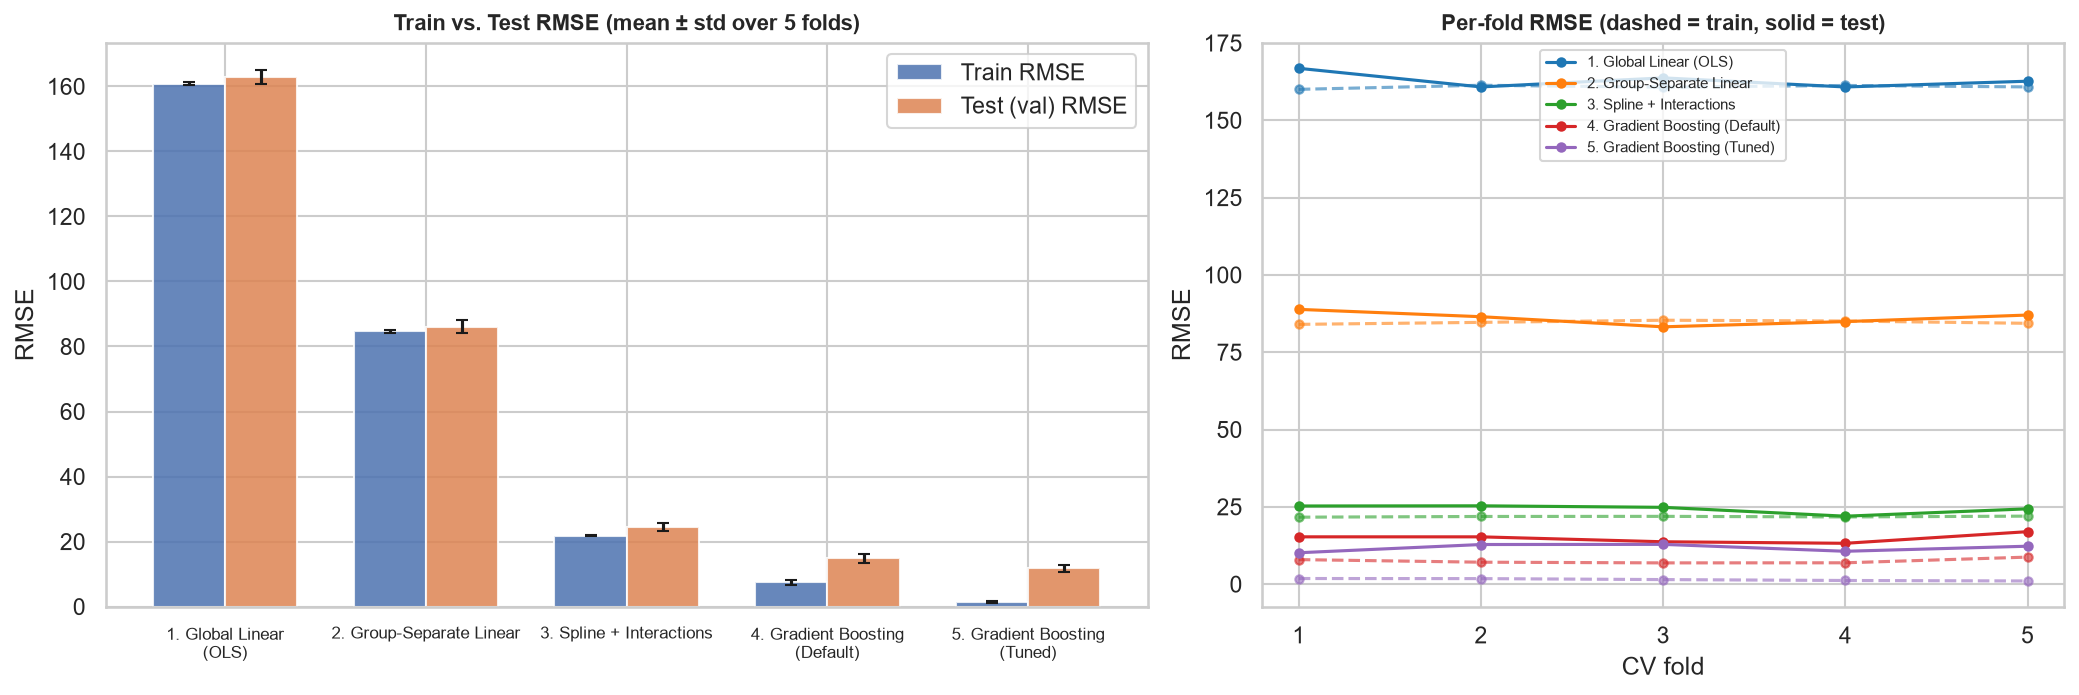 Train vs. Test RMSE (mean ± std over 5 folds)
Train RMSE
Test (val) RMSE
RMSE
160
140
120
100
80
60
40
20
0
1. Global Linear
(OLS)
2. Group-Separate Linear
3. Spline + Interactions
4. Gradient Boosting
(Default)
5. Gradient Boosting
(Tuned)
Per-fold RMSE (dashed = train, solid = test)
1. Global Linear (OLS)
2. Group-Separate Linear
3. Spline + Interactions
4. Gradient Boosting (Default)
5. Gradient Boosting (Tuned)
RMSE
175
150
125
100
75
50
25
0
1
2
3
4
5
CV fold